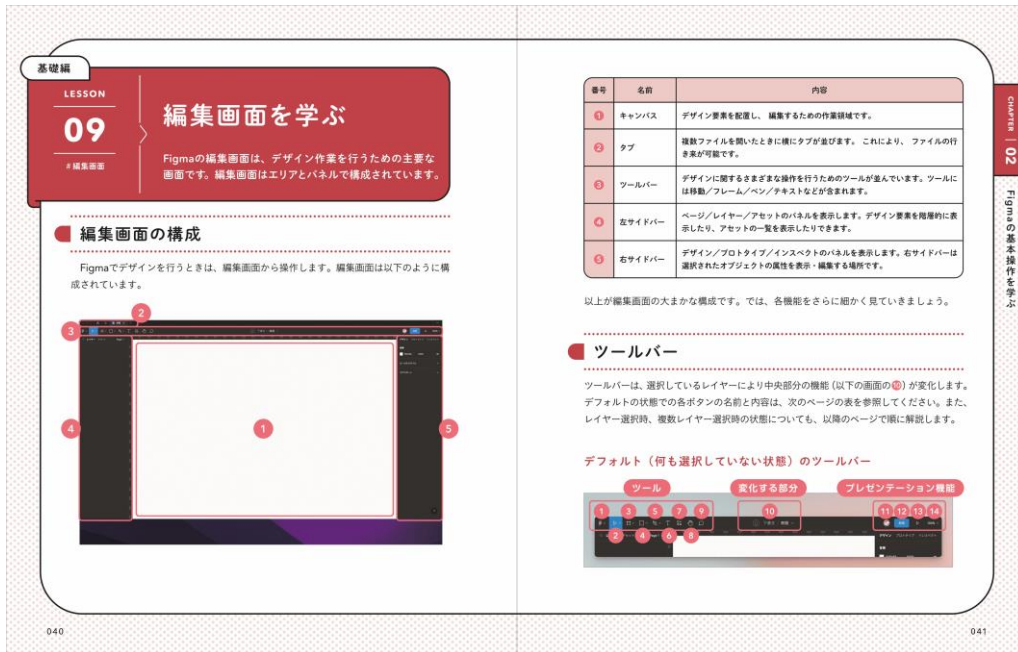 基礎編
LESSON
09
#編集画面
編集画面を学ぶ
Figmaの編集画面は、デザイン作業を行うための主要な
画面です。編集画面はエリアとパネルで構成されています。
編集画面の構成
Figmaでデザインを行うときは、編集画面から操作します。編集画面は以下のように構
成されています。
2
3
4
1
5
040
番号 名前 内容
1 キャンバス デザイン要素を配置し、 編集するための作業領域です。
2 タブ 複数ファイルを開いたときに横にタブが並びます。 これにより、 ファイルの行
き来が可能です。
3 ツールバー デザインに関するさまざまな操作を行うためのツールが並んでいます。ツールに
は移動／フレーム／ペン／テキストなどが含まれます。
4 左サイドバー ページ／レイヤー／アセットのパネルを表示します。デザイン要素を階層的に表
示したり、アセットの一覧を表示したりできます。
5 右サイドバー デザイン／プロトタイプ／インスペクトのパネルを表示します。右サイドバーは
選択されたオブジェクトの属性を表示・編集する場所です。
以上が編集画面の大まかな構成です。では、各機能をさらに細かく見ていきましょう。
ツールバー
ツールバーは、選択しているレイヤーにより中央部分の機能（以下の画面の10）が変化します。
デフォルトの状態での各ボタンの名前と内容は、次のページの表を参照してください。また、
レイヤー選択時、複数レイヤー選択時の状態についても、以降のページで順に解説します。
デフォルト（何も選択していない状態）のツールバー
ツール 変化する部分 プレゼンテーション機能
1 3 5 7 9 10 11 12 13 14
2 4 6 8
CHAPTER 02
Figmaの基本操作を学ぶ
041